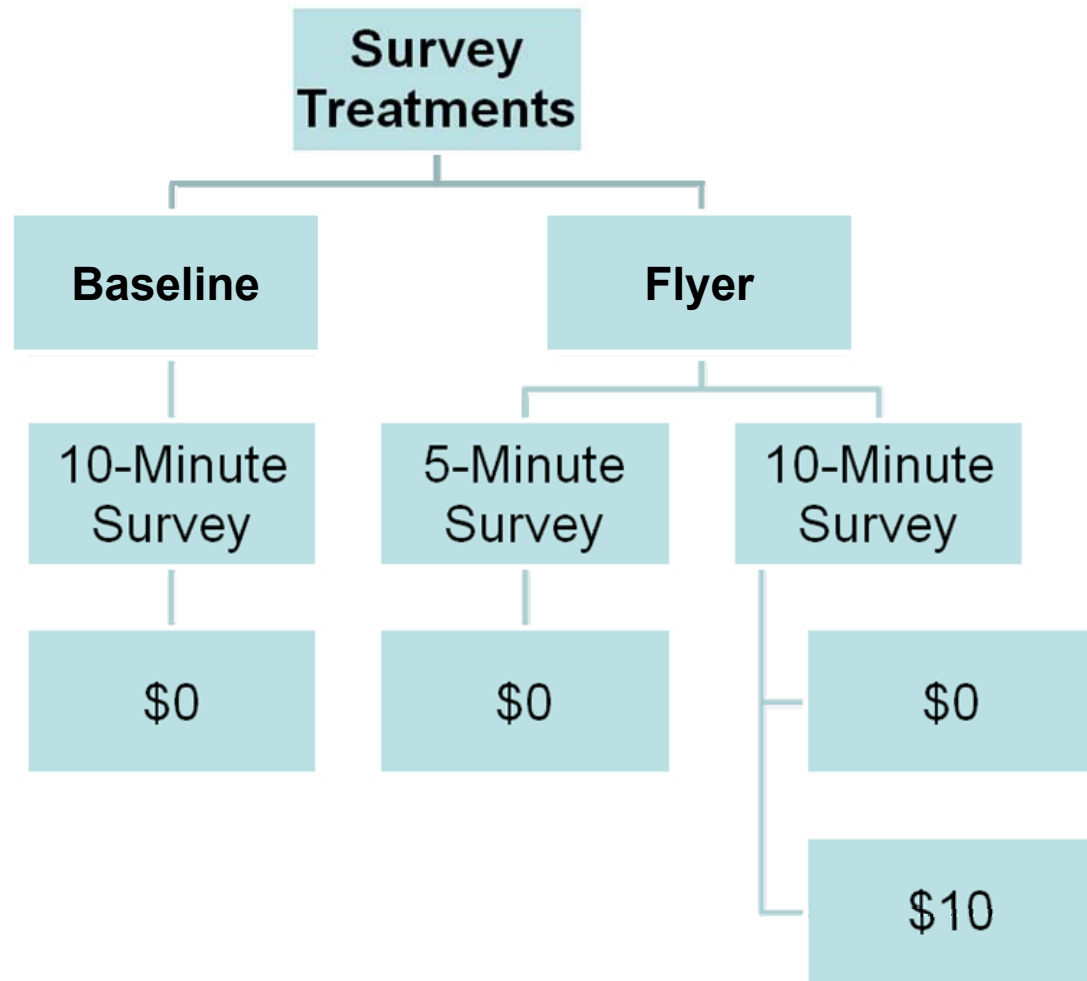 Survey
Treatments
Baseline
Flyer
10-Minute
Survey
5-Minute
Survey
10-Minute
Survey
$0
$0
$0
$10